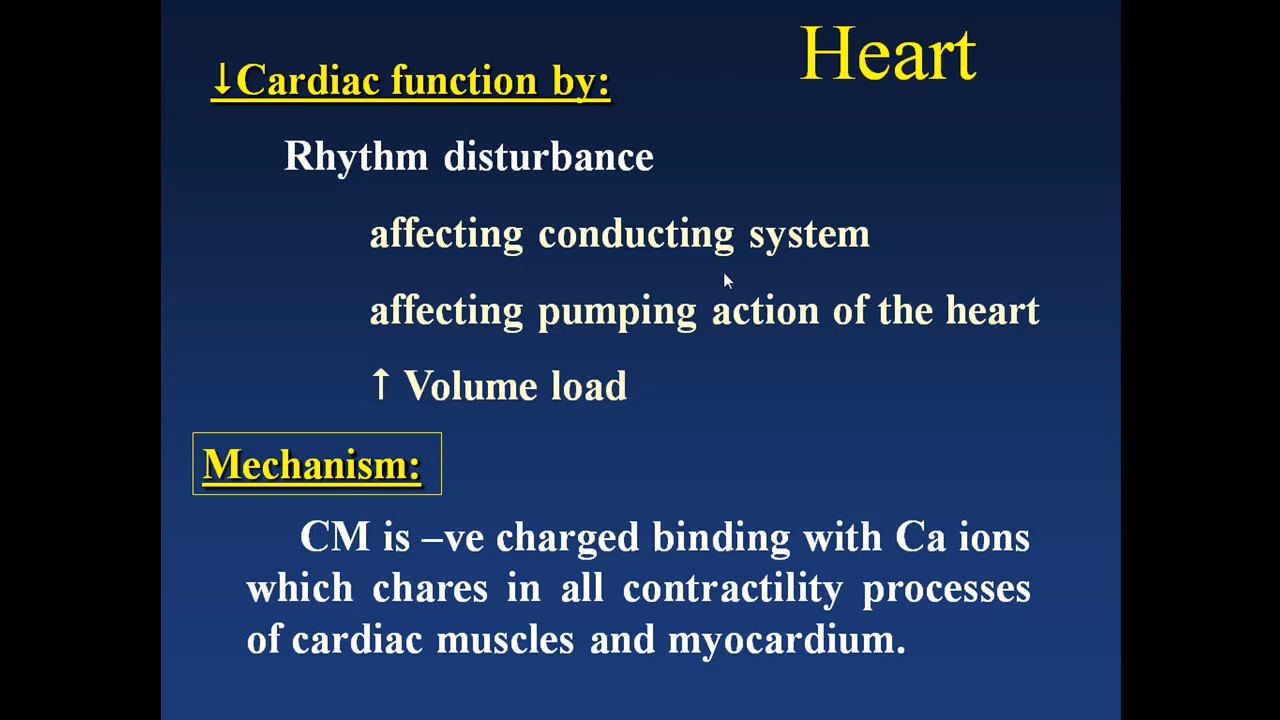 Heart
↓Cardiac function by:
Rhythm disturbance
affecting conducting system
affecting pumping action of the heart
↑ Volume load
Mechanism:
CM is –ve charged binding with Ca ions
which chares in all contractility processes
of cardiac muscles and myocardium.